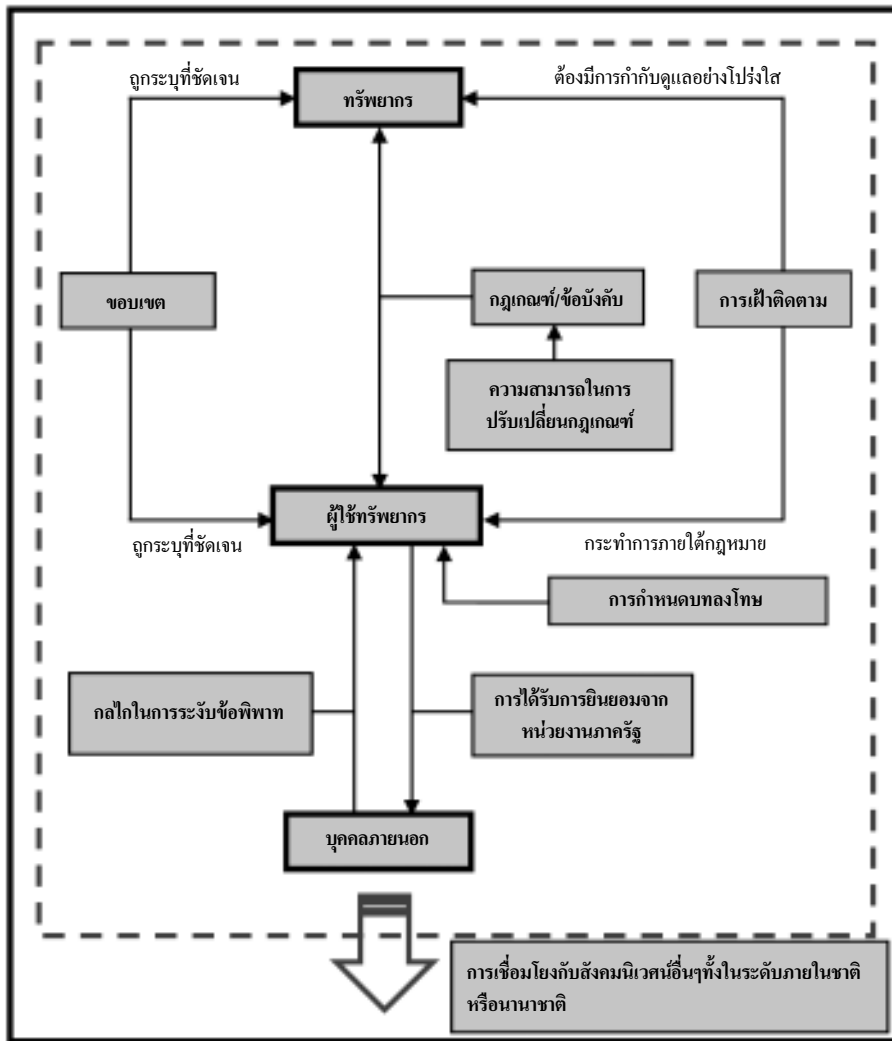 ถูกระบุที่ชัดเจน
ต้องมีการกำกับดูแลอย่างโปร่งใส
ทรัพยากร
ขอบเขต
กฎเกณฑ์/ข้อบังคับ
การเฝ้าติดตาม
ความสามารถในการ
ปรับเปลี่ยนกฎเกณฑ์
ผู้ใช้ทรัพยากร
ถูกระบุที่ชัดเจน
กระทำการภายใต้กฎหมาย
การกำหนดบทลงโทษ
กลไกในการระงับข้อพิพาท
การได้รับการยินยอมจาก
หน่วยงานภาครัฐ
บุคคลภายนอก
การเชื่อมโยงกับสังคมนิเวศน์อื่นๆทั้งในระดับภายในชาติ
หรือนานาชาติ